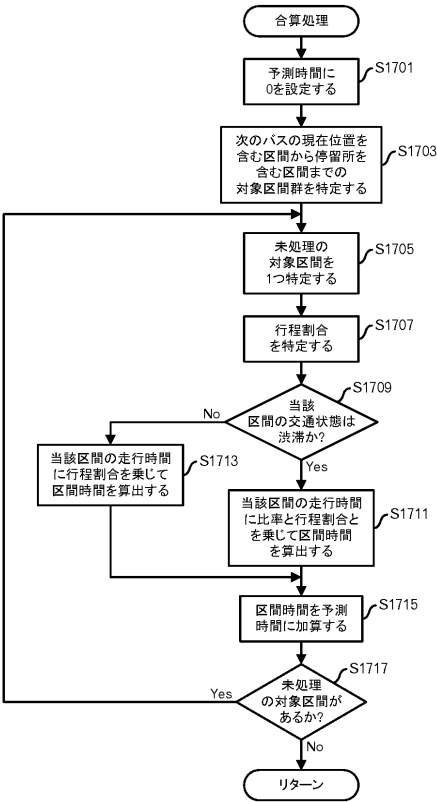 合算処理
予測時間に
0を設定する
S1701
次のバスの現在位置を
含む区間から停留所を
含む区間までの
対象区間群を特定する
S1703
未処理の
対象区間を
1つ特定する
S1705
行程割合
を特定する
S1707
当該
区間の交通状態は
渋滞か?
S1709
No
Yes
当該区間の走行時間
に行程割合を乗じて
区間時間を算出する
S1713
当該区間の走行時間
に比率と行程割合と
を乗じて区間時間
を算出する
S1711
区間時間を予測
時間に加算する
S1715
未処理
の対象区間が
あるか?
S1717
Yes
No
リターン